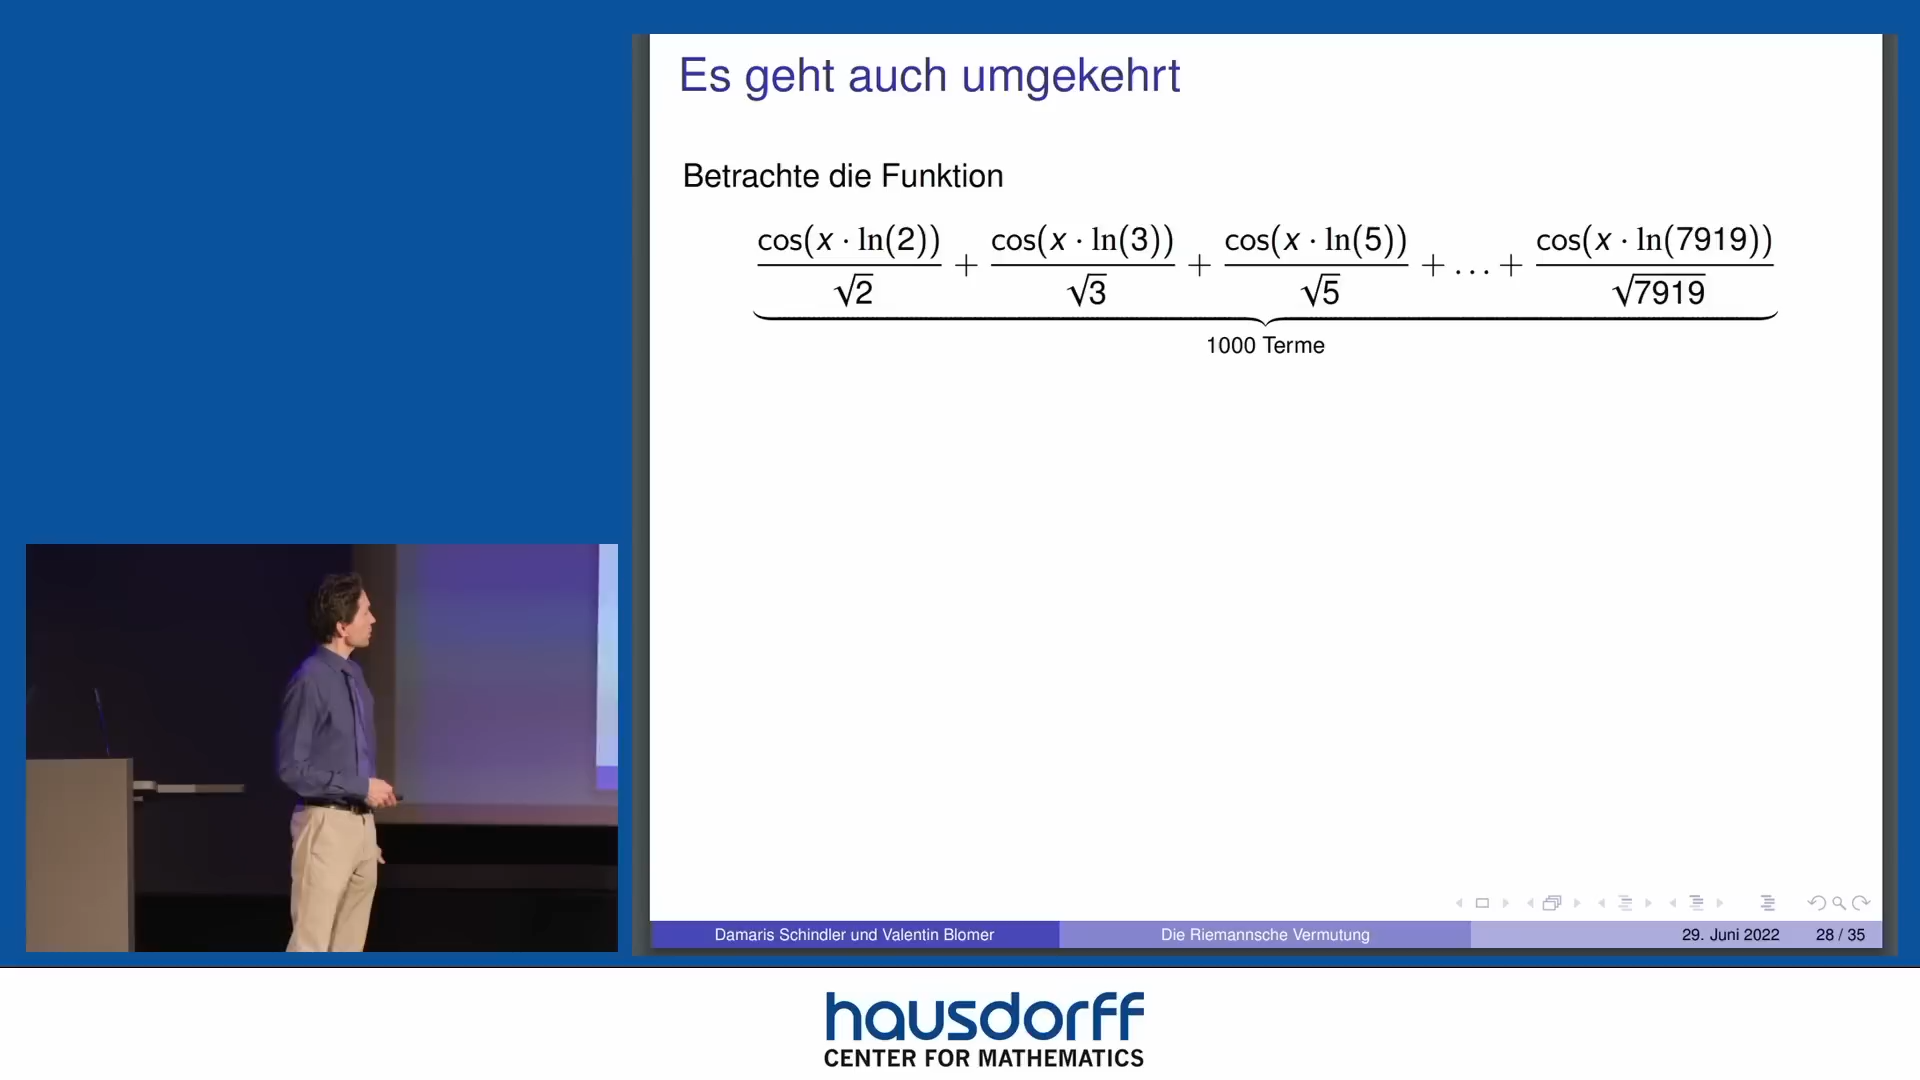 Es geht auch umgekehrt
Betrachte die Funktion
cos(x · ln(2))/√2 + cos(x · ln(3))/√3 + cos(x · ln(5))/√5 + ... + cos(x · ln(7919))/√7919
1000 Terme
Damaris Schindler und Valentin Blomer Die Riemannsche Vermutung 29. Juni 2022 28 / 35
hausdorff
CENTER FOR MATHEMATICS